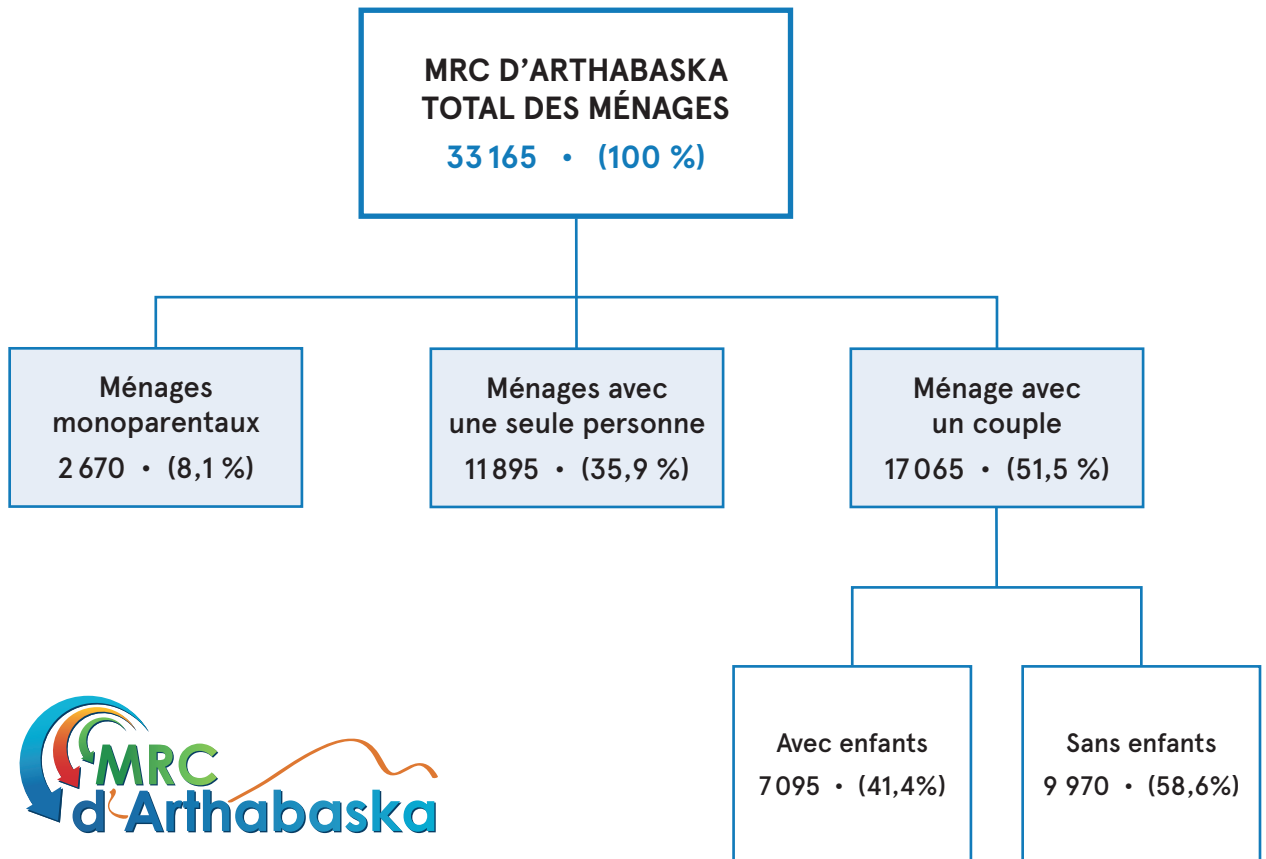 MRC D’ARTHABASKA
TOTAL DES MÉNAGES
33 165 • (100 %)
Ménages
monoparentaux
2 670 • (8,1 %)
Ménages avec
une seule personne
11 895 • (35,9 %)
Ménage avec
un couple
17 065 • (51,5 %)
Avec enfants
7 095 • (41,4%)
Sans enfants
9 970 • (58,6%)
MRC
d'Arthabaska